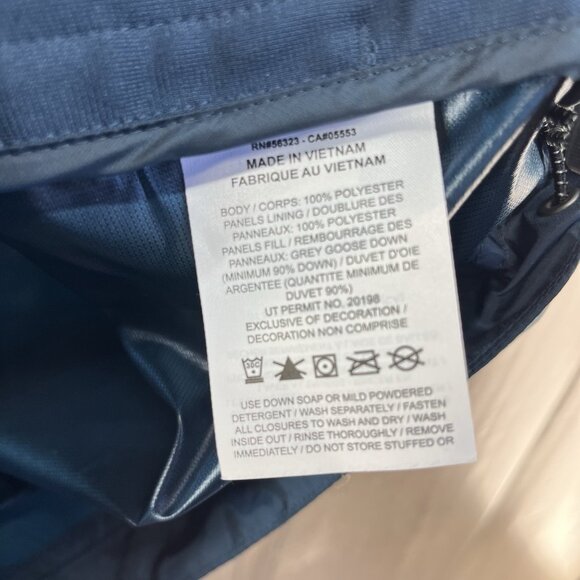 RN#56323 - CA#05553
MADE IN VIETNAM
FABRIQUE AU VIETNAM
BODY / CORPS: 100% POLYESTER
PANELS LINING / DOUBLURE DES
PANNEAUX: 100% POLYESTER
PANELS FILL / REMBOURRAGE DES
PANNEAUX: GREY GOOSE DOWN
(MINIMUM 90% DOWN) / DUVET D'OIE
ARGENTEE (QUANTITE MINIMUM DE
DUVET 90%)
UT PERMIT NO. 20198
EXCLUSIVE OF DECORATION /
DECORATION NON COMPRISE
30C
USE DOWN SOAP OR MILD POWDERED
DETERGENT / WASH SEPARATELY / FASTEN
ALL CLOSURES TO WASH AND DRY / WASH
INSIDE OUT / RINSE THOROUGHLY / REMOVE
IMMEDIATELY / DO NOT STORE STUFFED OR